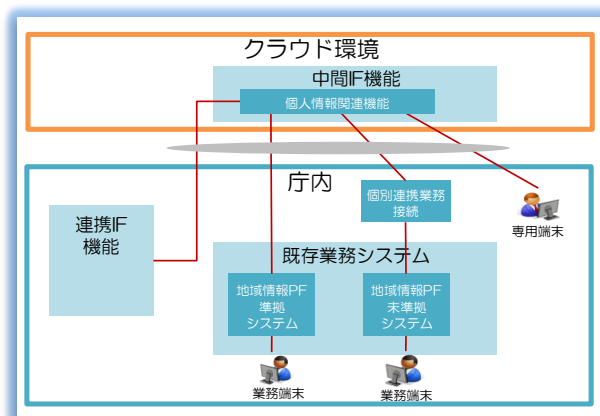 クラウド環境
中間IF機能
個人情報関連機能
庁内
連携IF
機能
個別連携業務
接続
専用端末
既存業務システム
地域情報PF
準拠
システム
地域情報PF
未準拠
システム
業務端末
業務端末